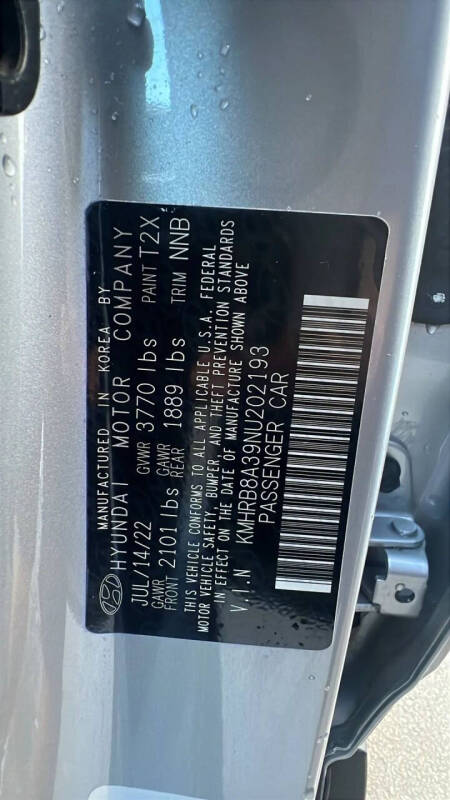 MANUFACTURED IN KOREA BY
HYUNDAI MOTOR COMPANY
JUL/14/22 GVWR 3770 lbs PAINT T2X
GAWR FRONT 2101 lbs GAWR REAR 1889 lbs TRIM NNB
THIS VEHICLE CONFORMS TO ALL APPLICABLE U.S.A. FEDERAL
MOTOR VEHICLE SAFETY, BUMPER, AND THEFT PREVENTION STANDARDS
IN EFFECT ON THE DATE OF MANUFACTURE SHOWN ABOVE
V.I.N KMHRB8A39NU202193
PASSENGER CAR